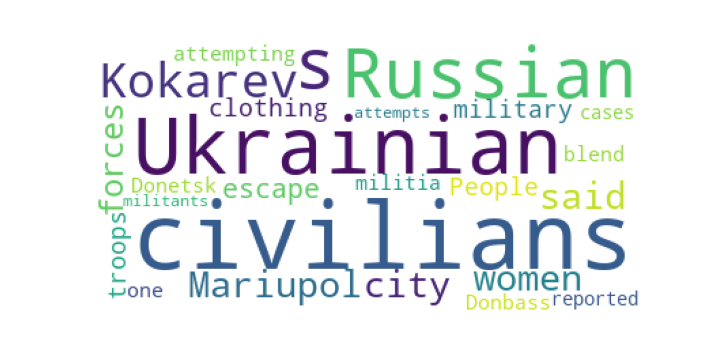 attempting
Kokarev s Russian
clothing attempts military cases
forces Ukrainian blend
Donetsk escape militia People said
militants
troops civilians
one Mariupol city women
Donbass reported